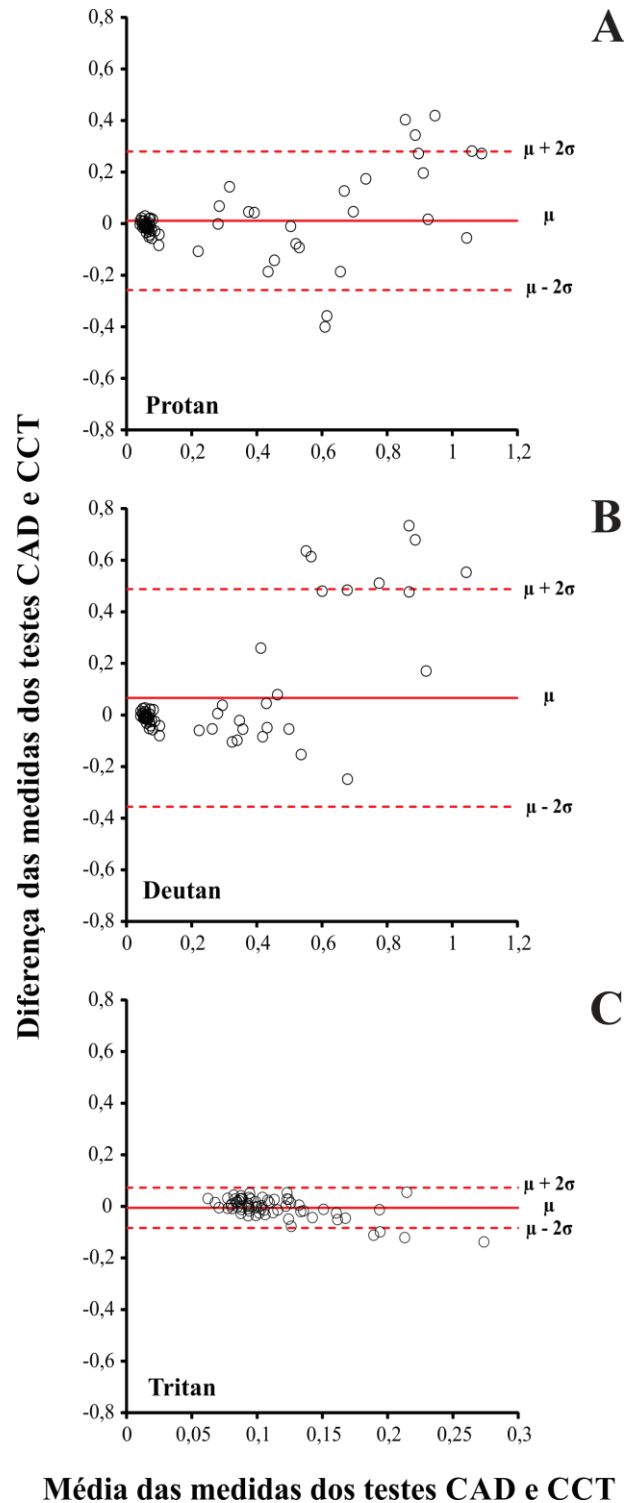 A
0,8
0,6
0,4
0,2
0
-0,2
-0,4
-0,6
-0,8
μ + 2σ
μ
μ - 2σ
Protan
0 0,2 0,4 0,6 0,8 1 1,2
B
0,8
0,6
0,4
0,2
0
-0,2
-0,4
-0,6
-0,8
μ + 2σ
μ
μ - 2σ
Deutan
0 0,2 0,4 0,6 0,8 1 1,2
C
0,8
0,6
0,4
0,2
0
-0,2
-0,4
-0,6
-0,8
μ + 2σ
μ
μ - 2σ
Tritan
0 0,05 0,1 0,15 0,2 0,25 0,3
Diferença das medidas dos testes CAD e CCT
Média das medidas dos testes CAD e CCT